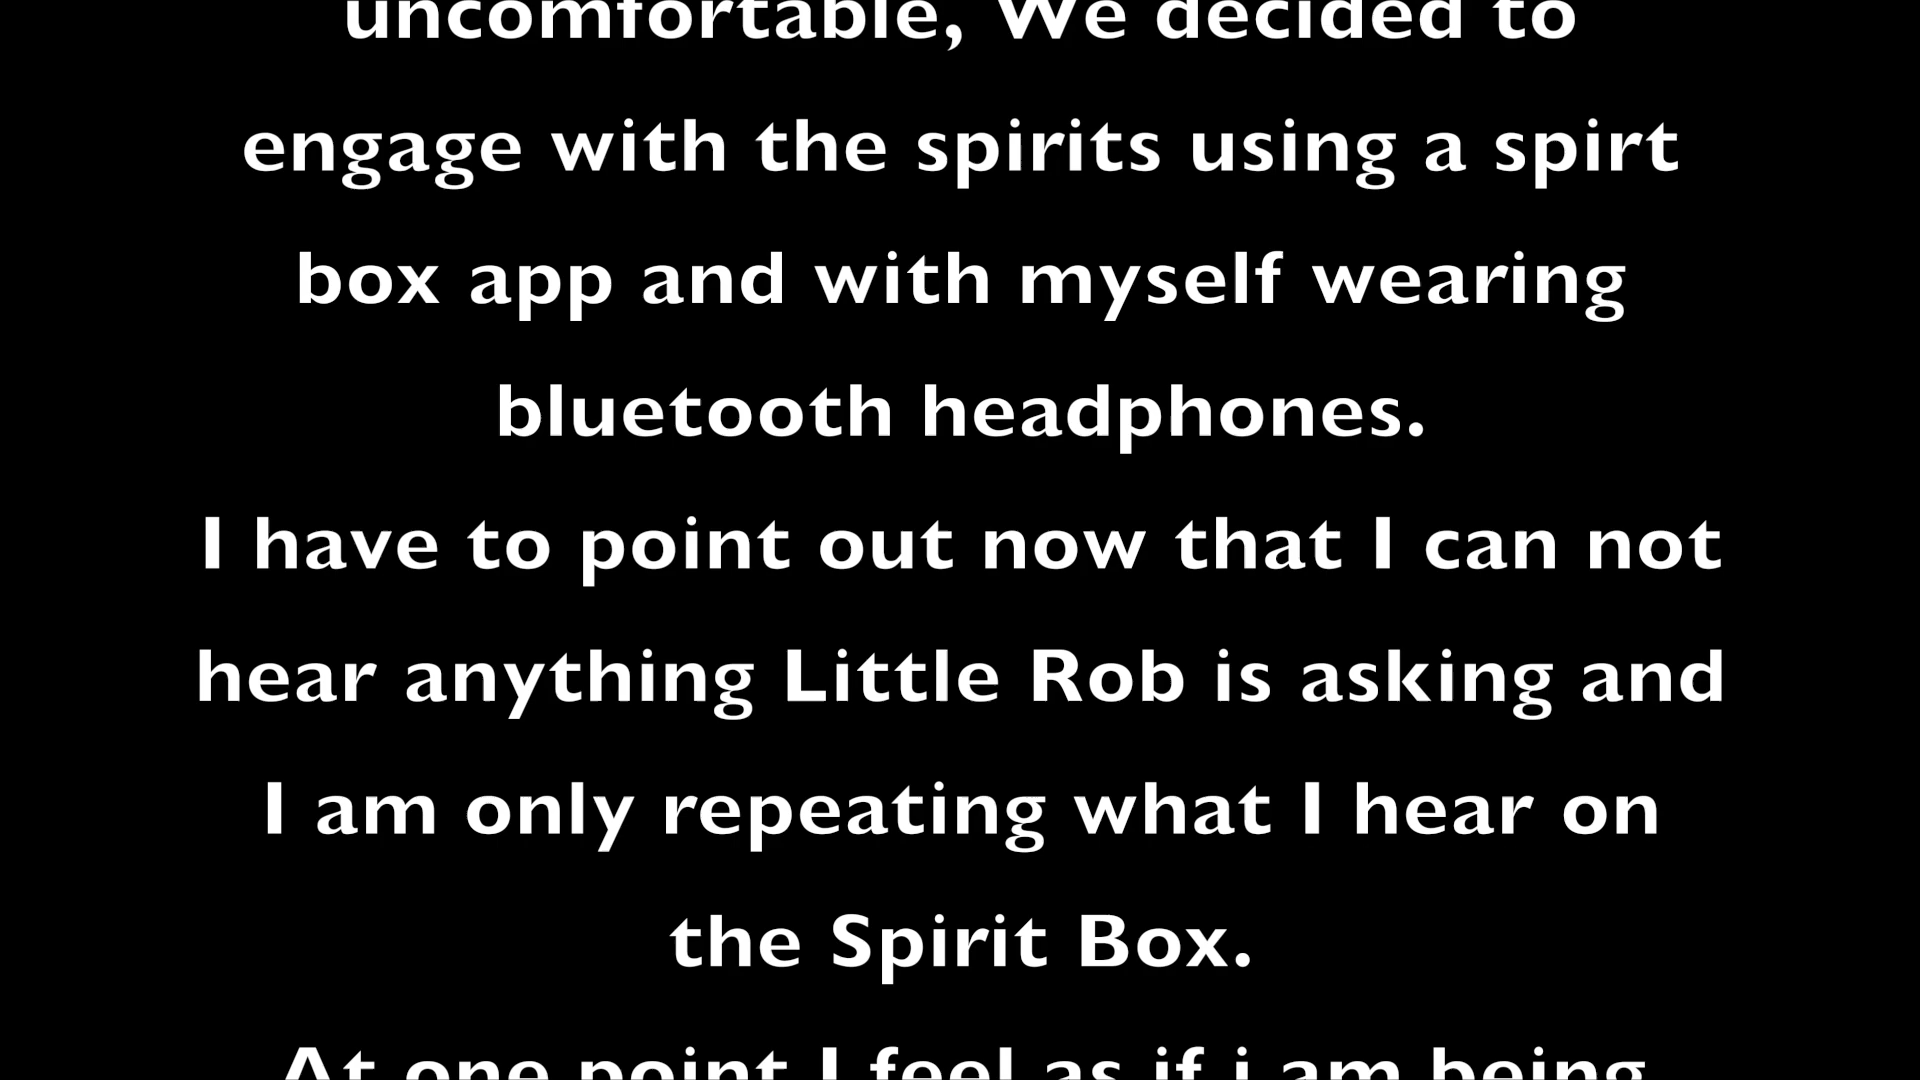 uncomfortable, We decided to
engage with the spirits using a spirt
box app and with myself wearing
bluetooth headphones.
I have to point out now that I can not
hear anything Little Rob is asking and
I am only repeating what I hear on
the Spirit Box.
At one point I feel as if i am being